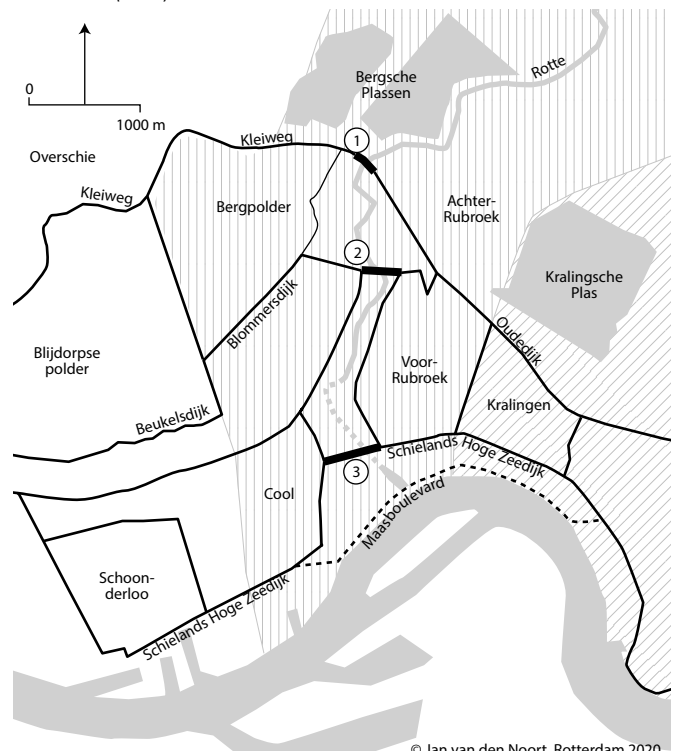 Bergsche
Plassen
Rotte
0
1000 m
Kleiweg
1
Overschie
Kleiweg
Bergpolder
Achter-
Rubroek
2
Kralingsche
Plas
Blommersdijk
Oudedijk
Blijdorpse
polder
Voor-
Rubroek
Beukelsdijk
Kralingen
Schielands Hoge Zeedijk
3
Cool
Maasboulevard
Schoon-
derloo
Schielands Hoge Zeedijk
© Jan van den Noort, Rotterdam 2020